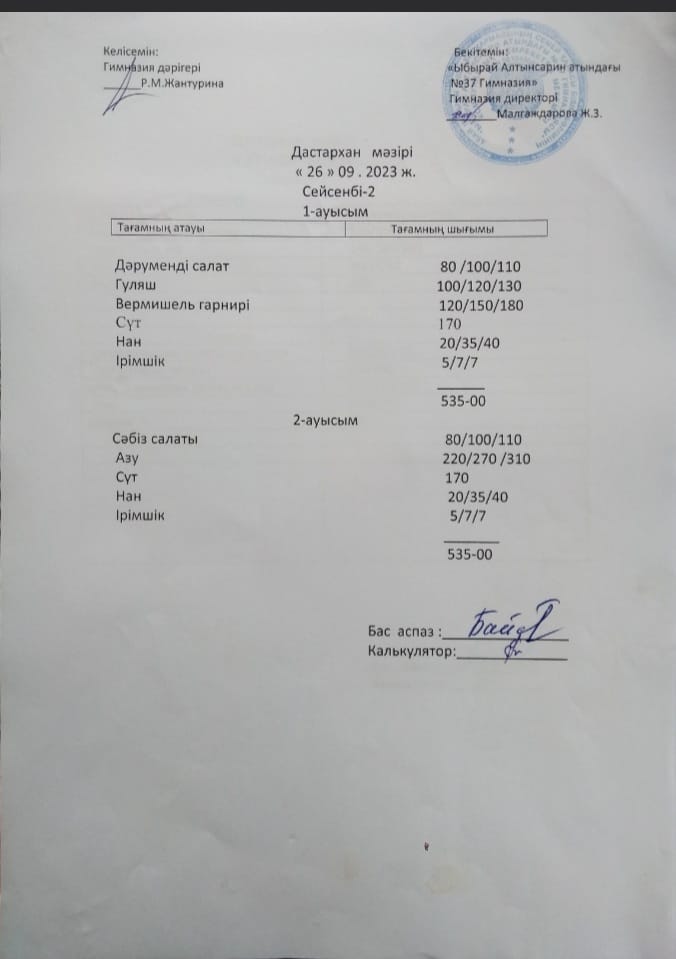 Келісемін:
Гимназия дәрігері
______Р.М.Жантурина
Бекітемін:
«Ыбырай Алтынсарин атындағы
№37 Гимназия»
Гимназия директоры
________Малгаждарова Ж.З.
Дастархан мәзірі
« 26 » 09 . 2023 ж.
Сейсенбі-2
1-ауысым
Тағамның атауы Тағамның шығымы
Дәруменді салат 80 /100/110
Гуляш 100/120/130
Вермишель гарнирі 120/150/180
Сүт 170
Нан 20/35/40
Ірімшік 5/7/7
535-00
2-ауысым
Сәбіз салаты 80/100/110
Азу 220/270 /310
Сүт 170
Нан 20/35/40
Ірімшік 5/7/7
535-00
Бас аспаз :
Калькулятор: